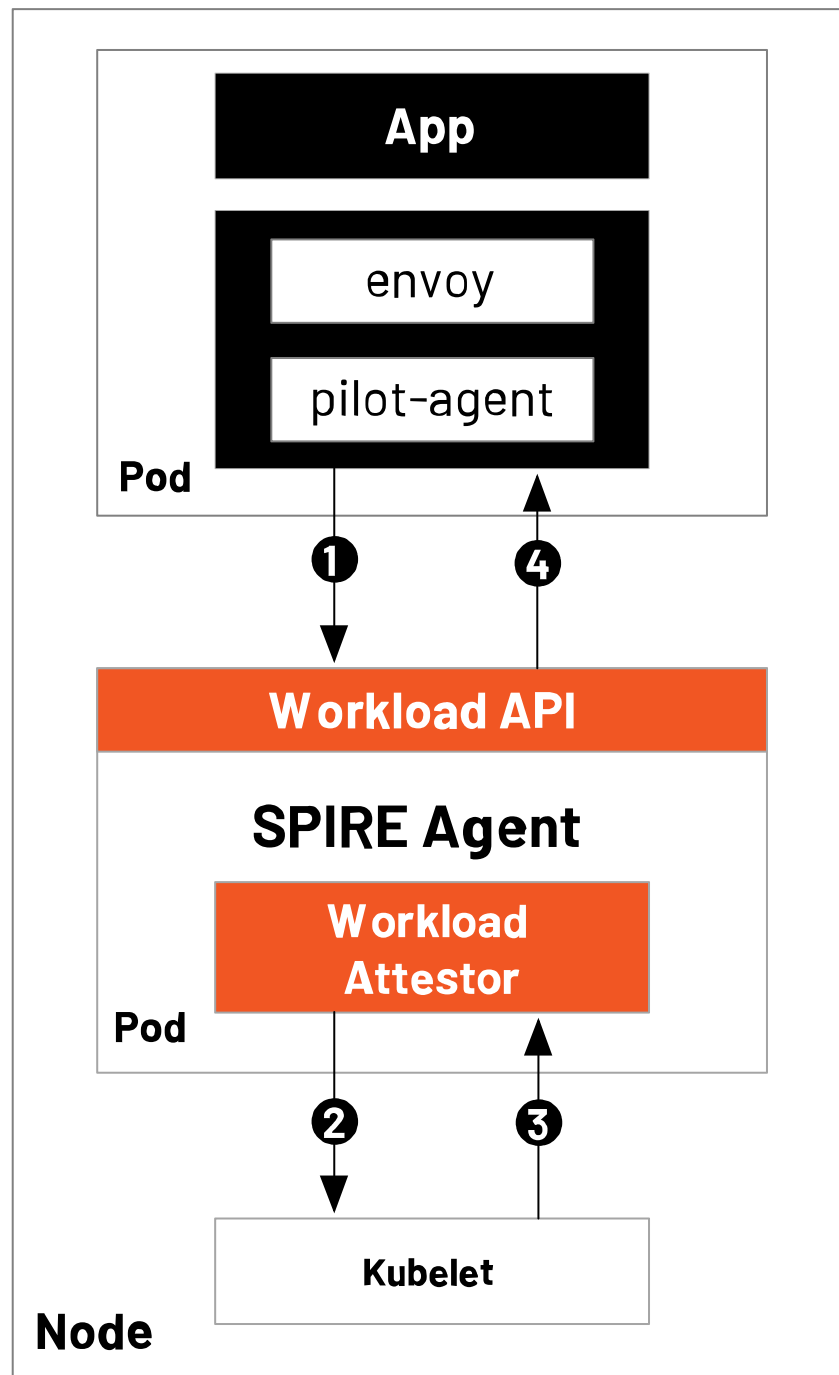 App
envoy
pilot-agent
Pod
1
4
Workload API
SPIRE Agent
Workload
Attestor
Pod
2
3
Kubelet
Node